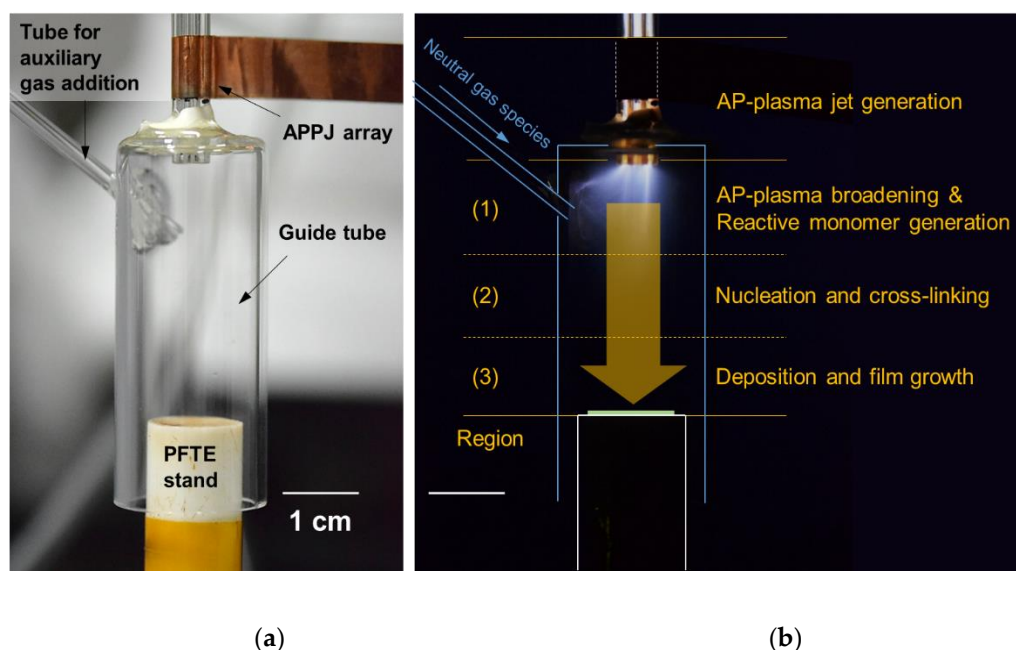 Tube for
auxiliary
gas addition
APPJ array
Guide tube
PFTE
stand
1 cm
Neutral gas species
AP-plasma jet generation
(1)
AP-plasma broadening &
Reactive monomer generation
(2)
Nucleation and cross-linking
(3)
Deposition and film growth
Region
(a)
(b)